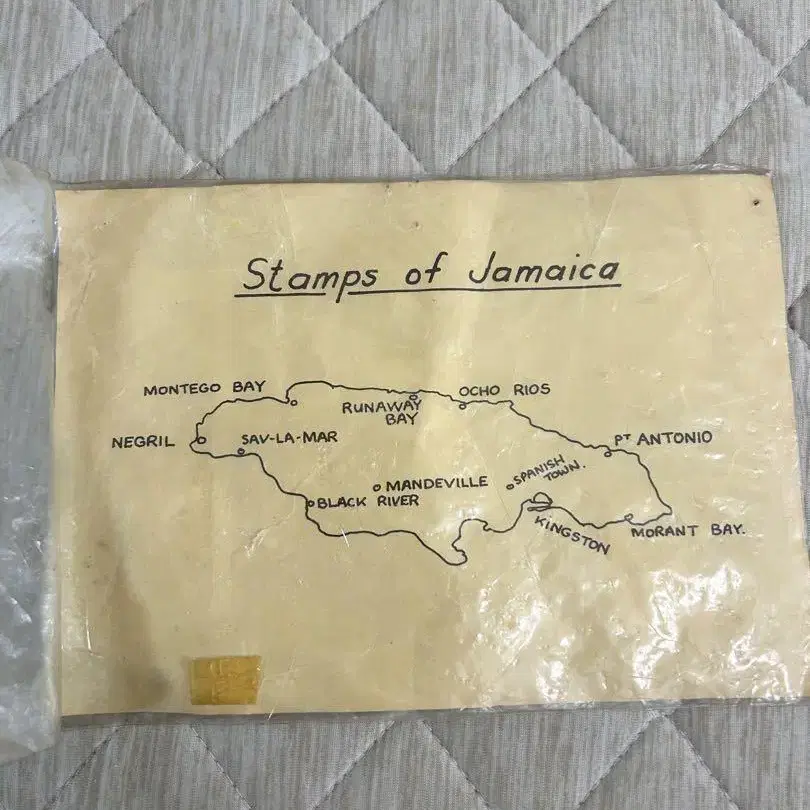 Stamps of Jamaica
MONTEGO BAY
OCHO RIOS
RUNAWAY
BAY
NEGRIL
SAV-LA-MAR
PT ANTONIO
SPANISH
TOWN.
MANDEVILLE
BLACK RIVER
KINGSTON
MORANT BAY.